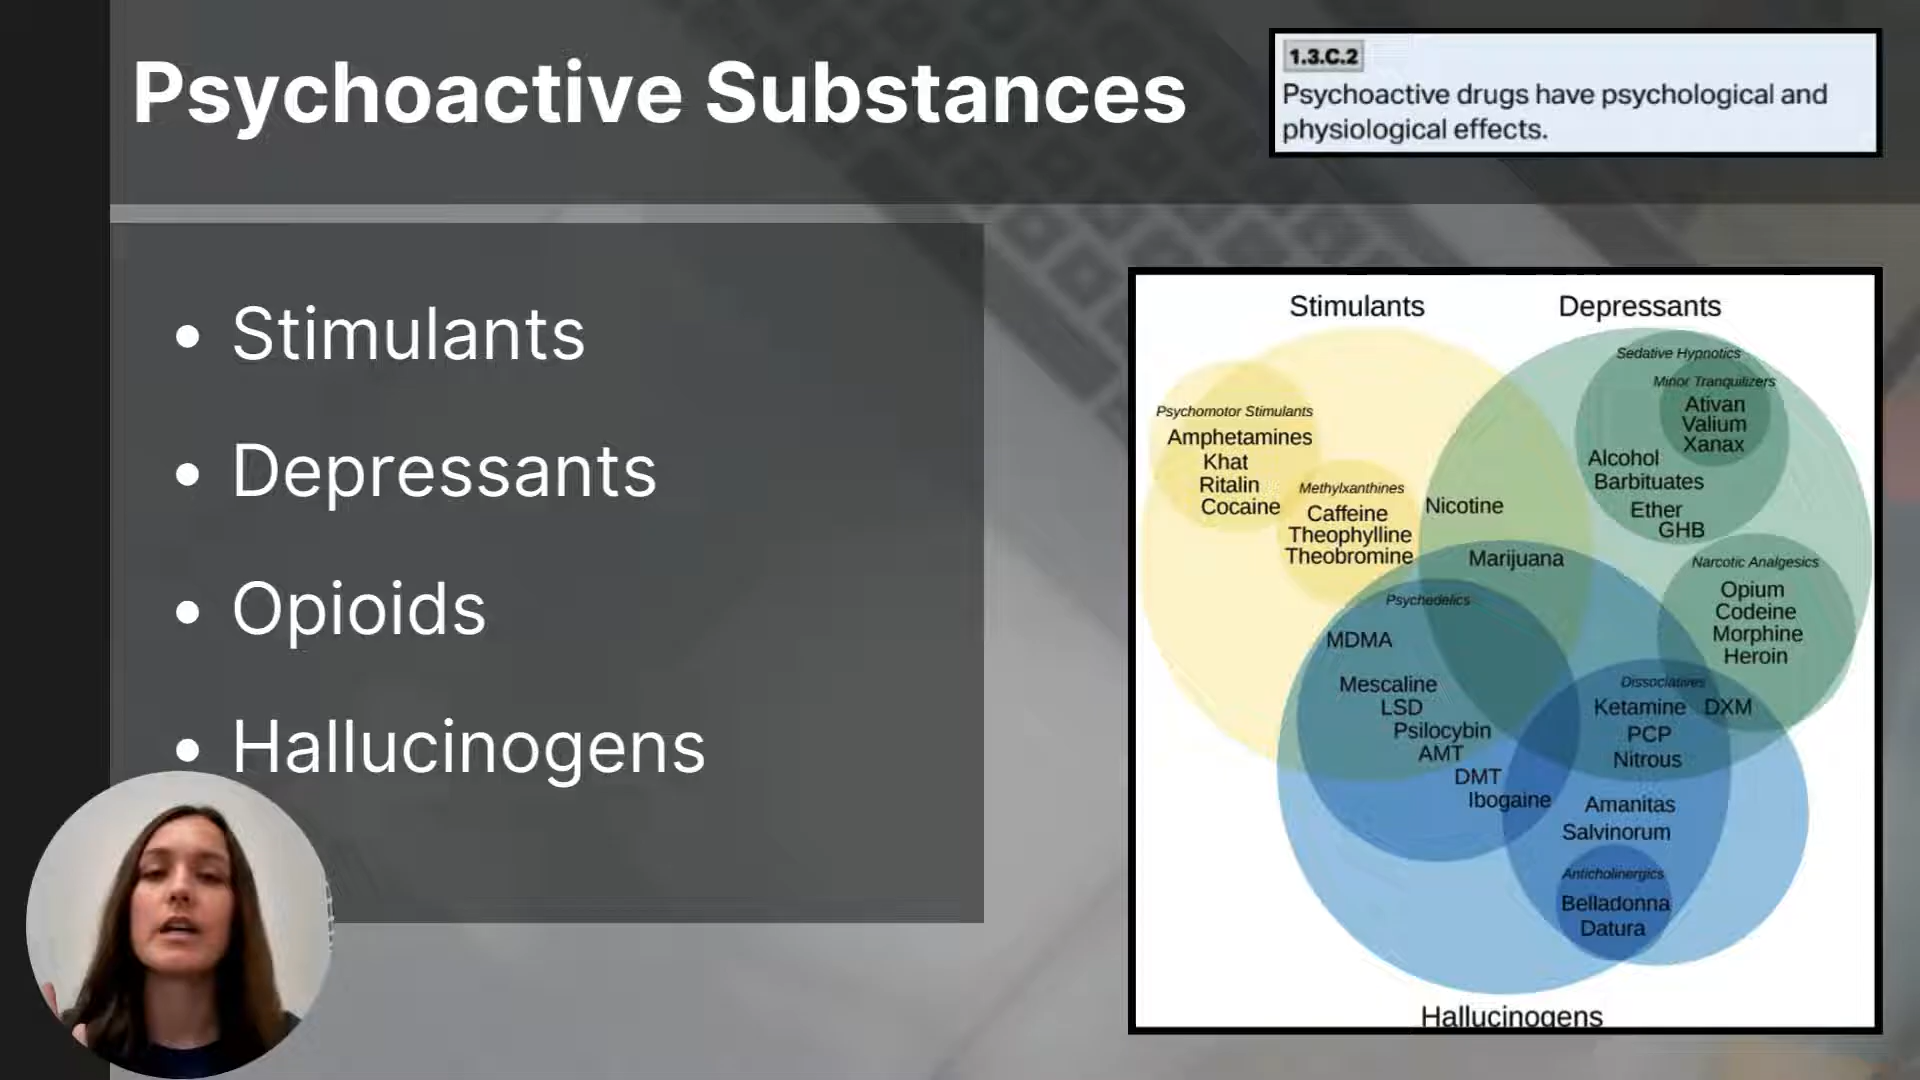 Psychoactive Substances
1.3.C.2
Psychoactive drugs have psychological and
physiological effects.
• Stimulants
• Depressants
• Opioids
• Hallucinogens
Stimulants
Depressants
Sedative Hypnotics
Minor Tranquilizers
Ativan
Valium
Xanax
Alcohol
Barbituates
Ether
GHB
Psychomotor Stimulants
Amphetamines
Khat
Ritalin
Cocaine
Methylxanthines
Caffeine
Theophylline
Theobromine
Nicotine
Marijuana
Narcotic Analgesics
Opium
Codeine
Morphine
Heroin
Psychedelics
MDMA
Mescaline
LSD
Psilocybin
AMT
DMT
Ibogaine
Dissociatives
Ketamine DXM
PCP
Nitrous
Amanitas
Salvinorum
Anticholinergics
Belladonna
Datura
Hallucinogens